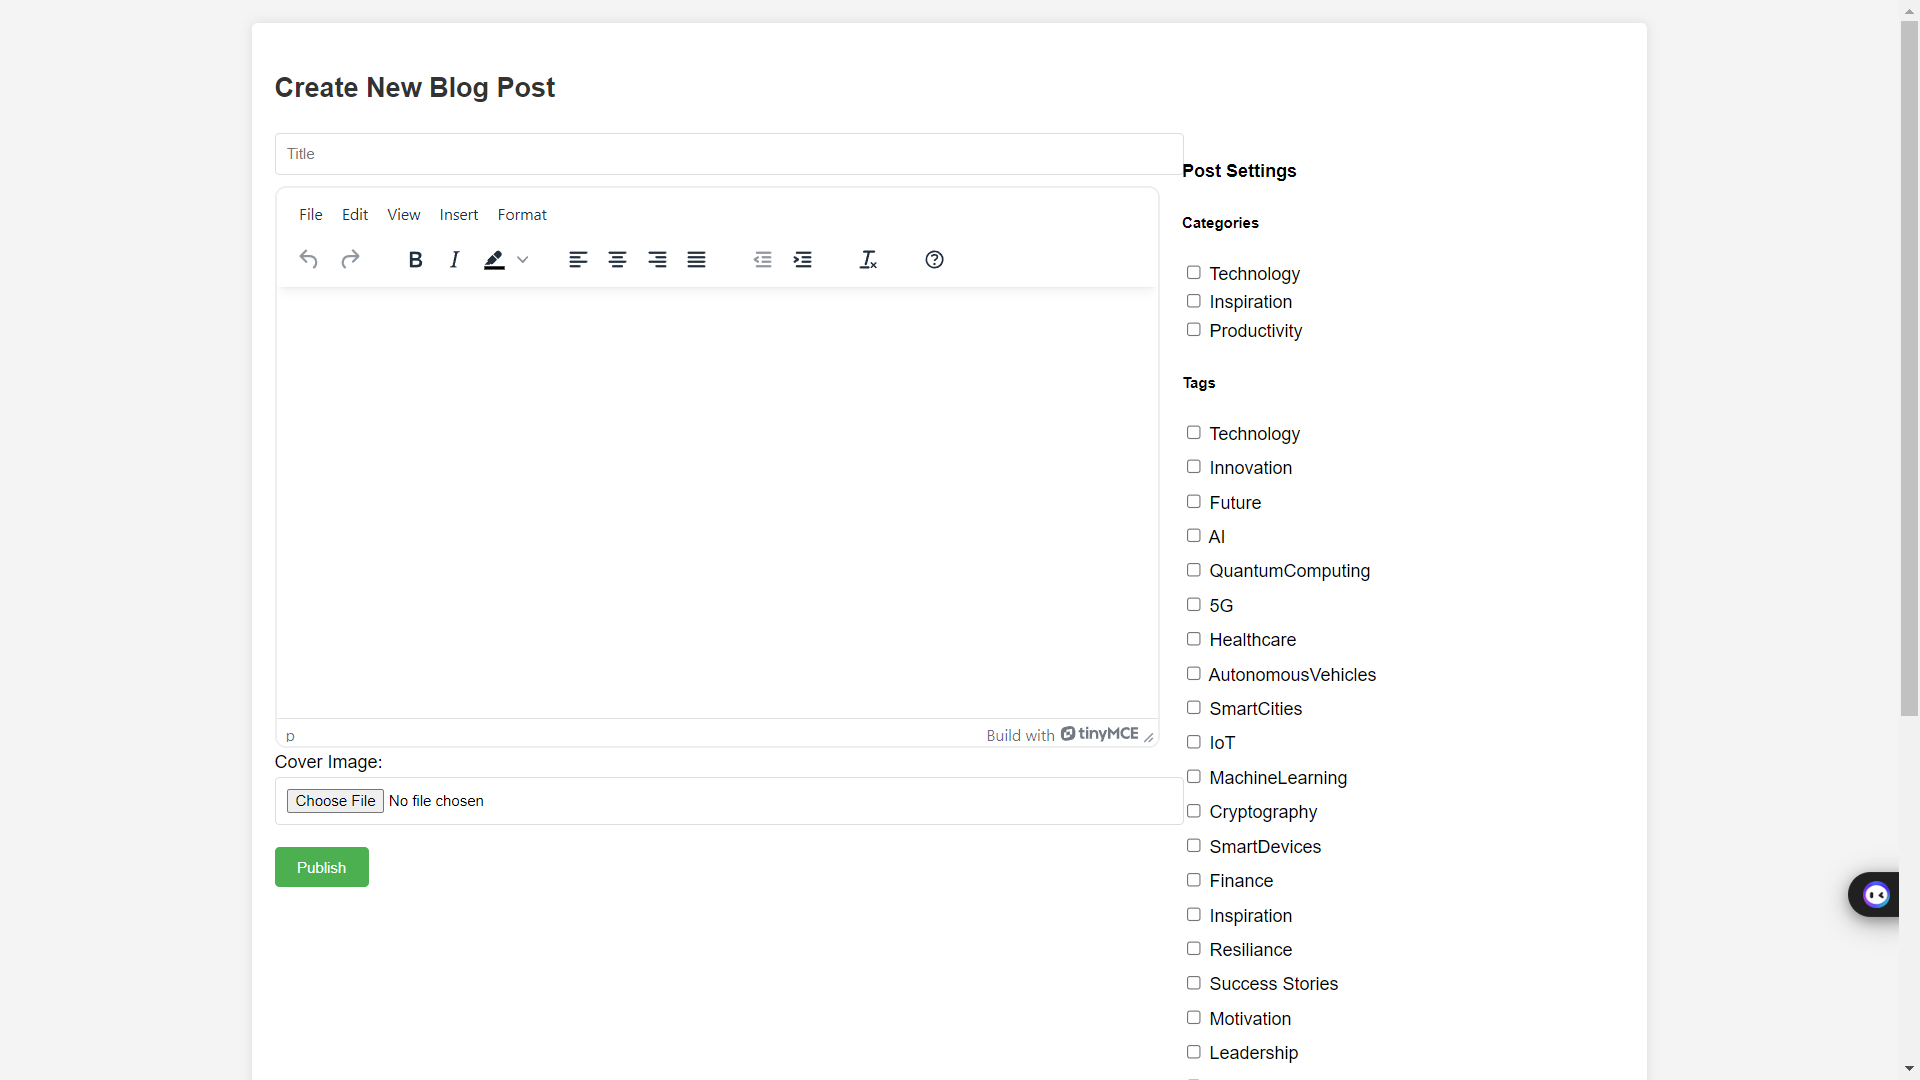 Create New Blog Post
Title
File Edit View Insert Format
p
Build with tinyMCE
Cover Image:
Choose File No file chosen
Publish
Post Settings
Categories
Technology
Inspiration
Productivity
Tags
Technology
Innovation
Future
AI
QuantumComputing
5G
Healthcare
AutonomousVehicles
SmartCities
IoT
MachineLearning
Cryptography
SmartDevices
Finance
Inspiration
Resiliance
Success Stories
Motivation
Leadership